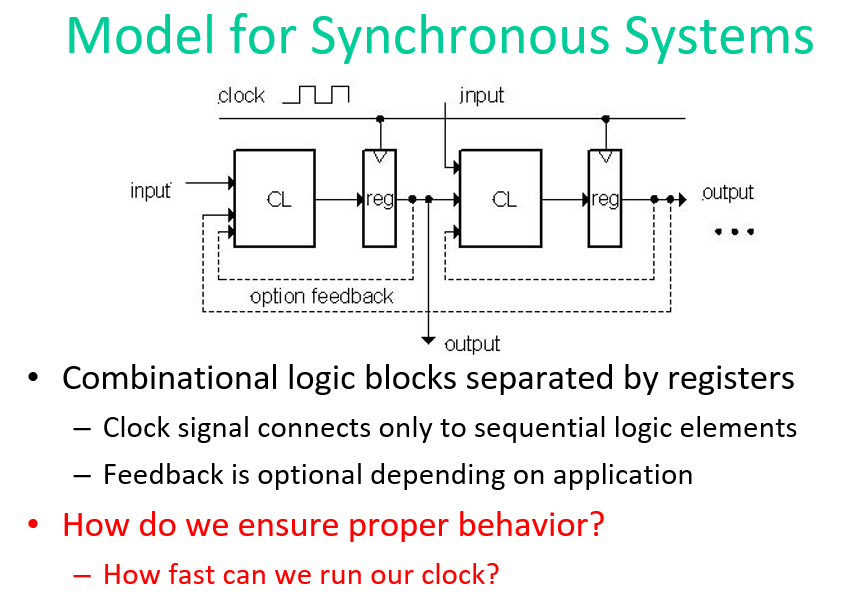 Model for Synchronous Systems
clock
input
input
CL
reg
CL
reg
output
option feedback
output
• Combinational logic blocks separated by registers
– Clock signal connects only to sequential logic elements
– Feedback is optional depending on application
• How do we ensure proper behavior?
– How fast can we run our clock?